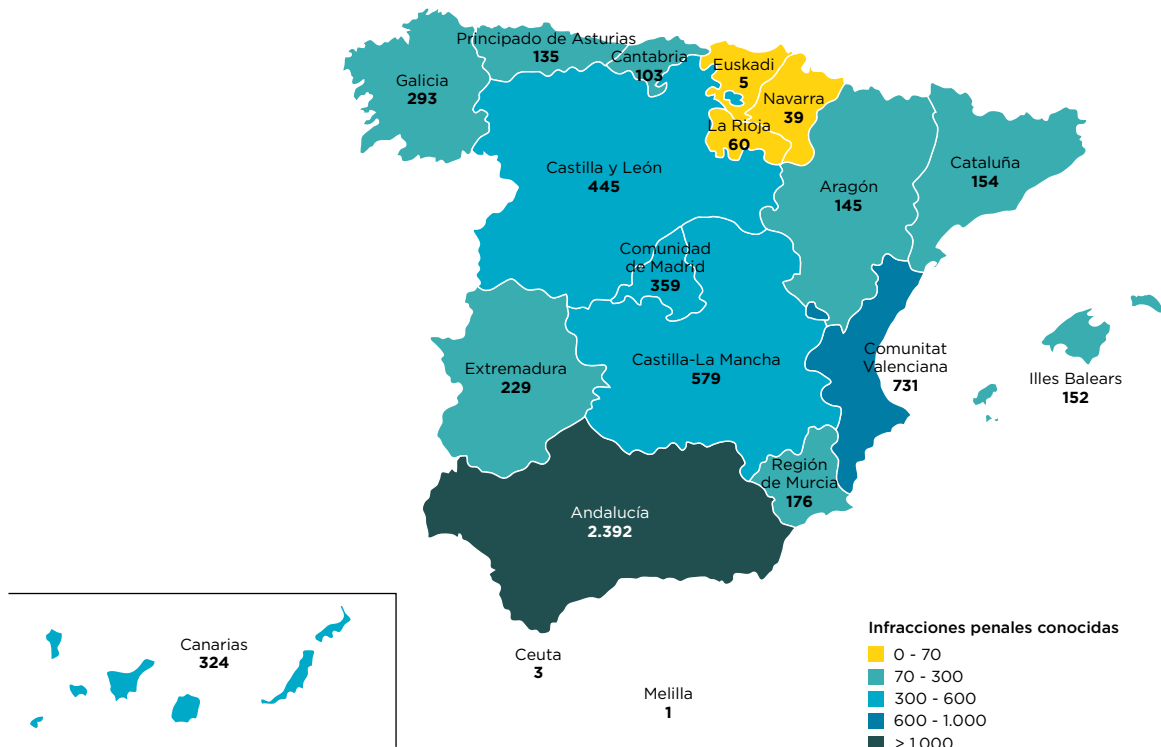 Principado de Asturias
135
Cantabria
103
Euskadi
5
Galicia
293
Navarra
39
La Rioja
60
Castilla y León
445
Cataluña
154
Aragón
145
Comunidad
de Madrid
359
Comunitat
Valenciana
731
Castilla-La Mancha
579
Extremadura
229
Illes Balears
152
Región
de Murcia
176
Andalucía
2.392
Canarias
324
Ceuta
3
Melilla
1
Infracciones penales conocidas
0 - 70
70 - 300
300 - 600
600 - 1.000
> 1.000